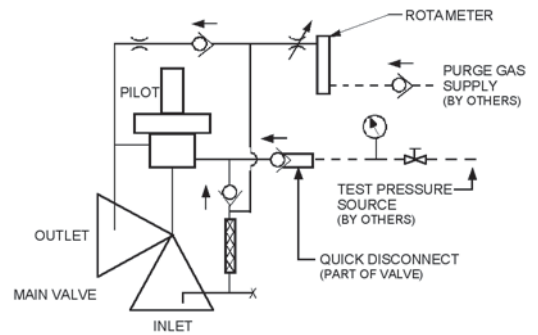 ROTAMETER
PURGE GAS
SUPPLY
(BY OTHERS)
PILOT
TEST PRESSURE
SOURCE
(BY OTHERS)
OUTLET
QUICK DISCONNECT
(PART OF VALVE)
MAIN VALVE
INLET